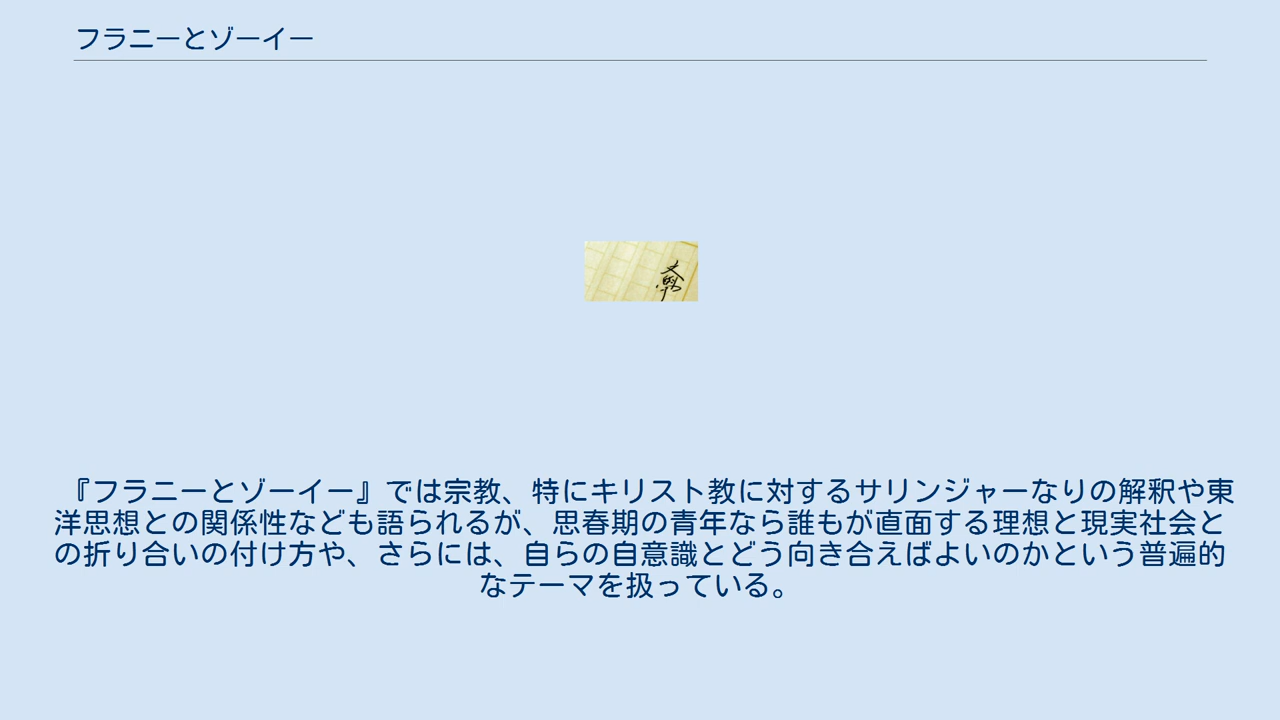 フラニーとゾーイー
『フラニーとゾーイー』では宗教、特にキリスト教に対するサリンジャーなりの解釈や東
洋思想との関係性なども語られるが、思春期の青年なら誰もが直面する理想と現実社会と
の折り合いの付け方や、さらには、自らの自意識とどう向き合えばよいのかという普遍的
なテーマを扱っている。